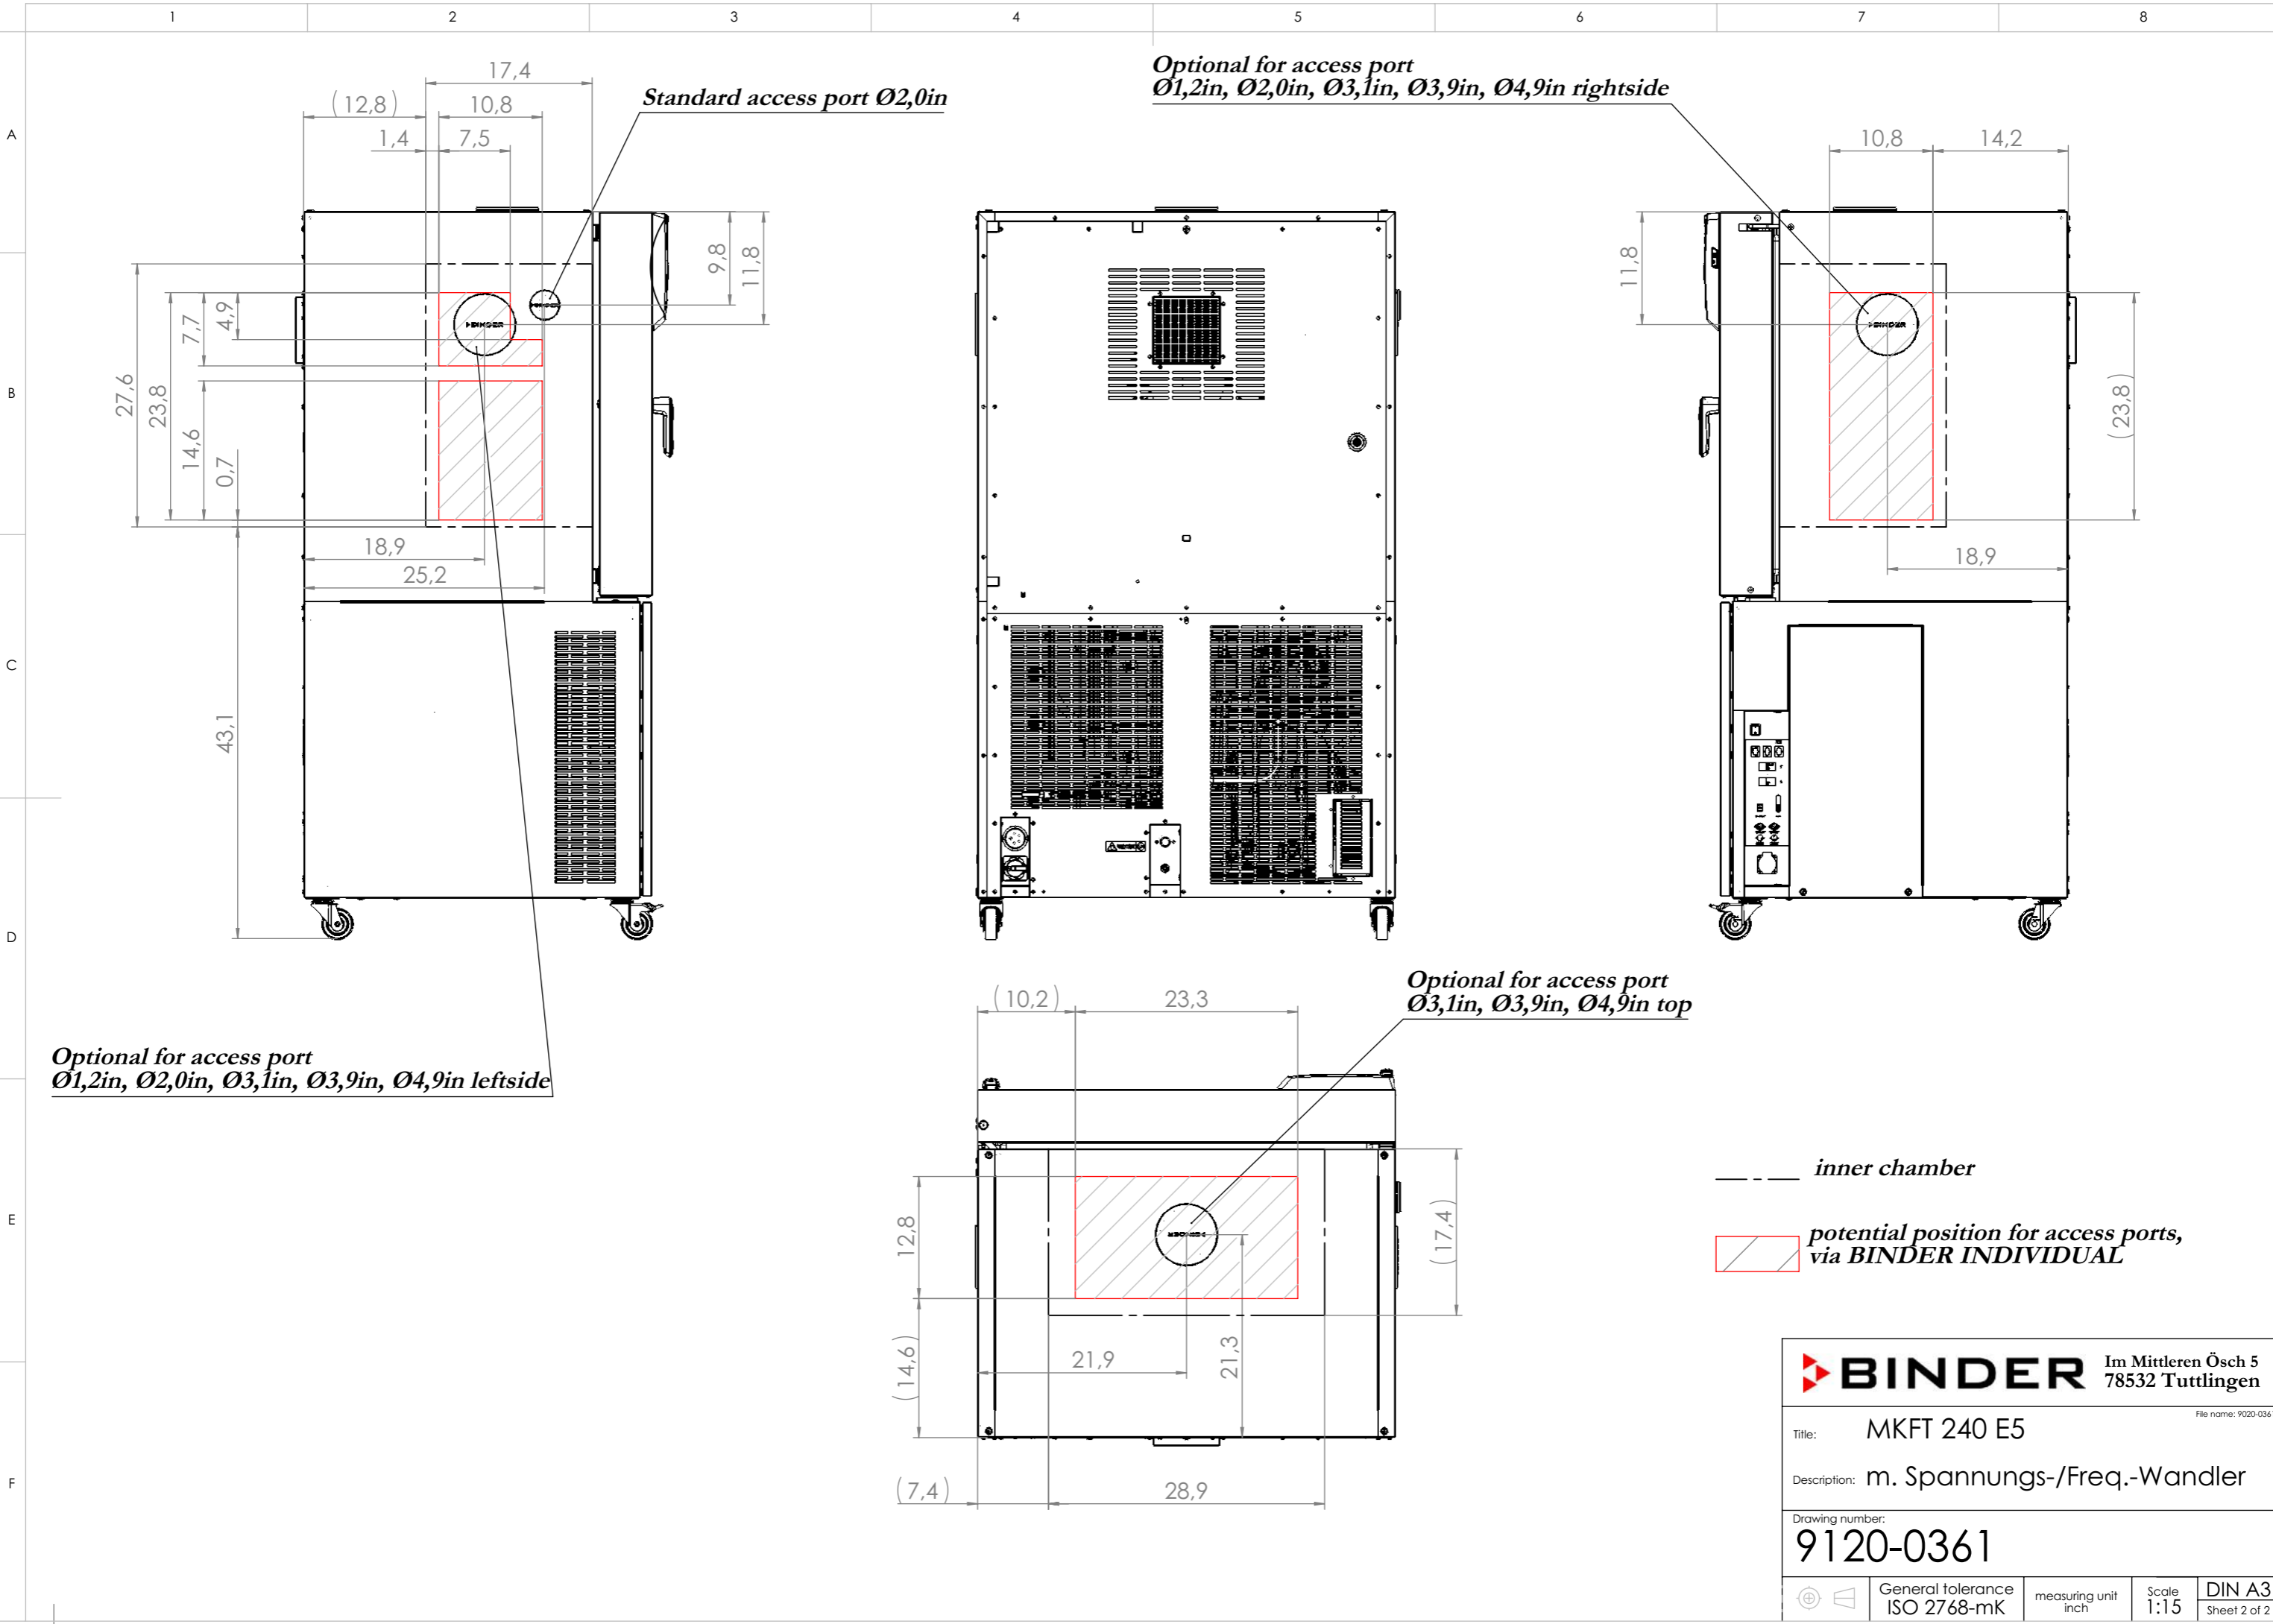 1 2 3 4 5 6 7 8
A
B
C
D
E
F
17,4
(12,8)
10,8
1,4
7,5
Standard access port Ø2,0in
9,8
11,8
4,9
7,7
27,6
23,8
14,6
0,7
18,9
25,2
43,1
BINDER
Optional for access port
Ø1,2in, Ø2,0in, Ø3,1in, Ø3,9in, Ø4,9in leftside
Optional for access port
Ø1,2in, Ø2,0in, Ø3,1in, Ø3,9in, Ø4,9in rightside
10,8
14,2
11,8
BINDER
(23,8)
18,9
Optional for access port
Ø3,1in, Ø3,9in, Ø4,9in top
(10,2)
23,3
12,8
(17,4)
BINDER
(14,6)
21,9
21,3
(7,4)
28,9
inner chamber
potential position for access ports,
via BINDER INDIVIDUAL
BINDER
Im Mittleren Ösch 5
78532 Tuttlingen
File name: 9020-036
Title: MKFT 240 E5
Description: m. Spannungs-/Freq.-Wandler
Drawing number:
9120-0361
General tolerance
ISO 2768-mK
measuring unit
inch
Scale
1:15
DIN A3
Sheet 2 of 2